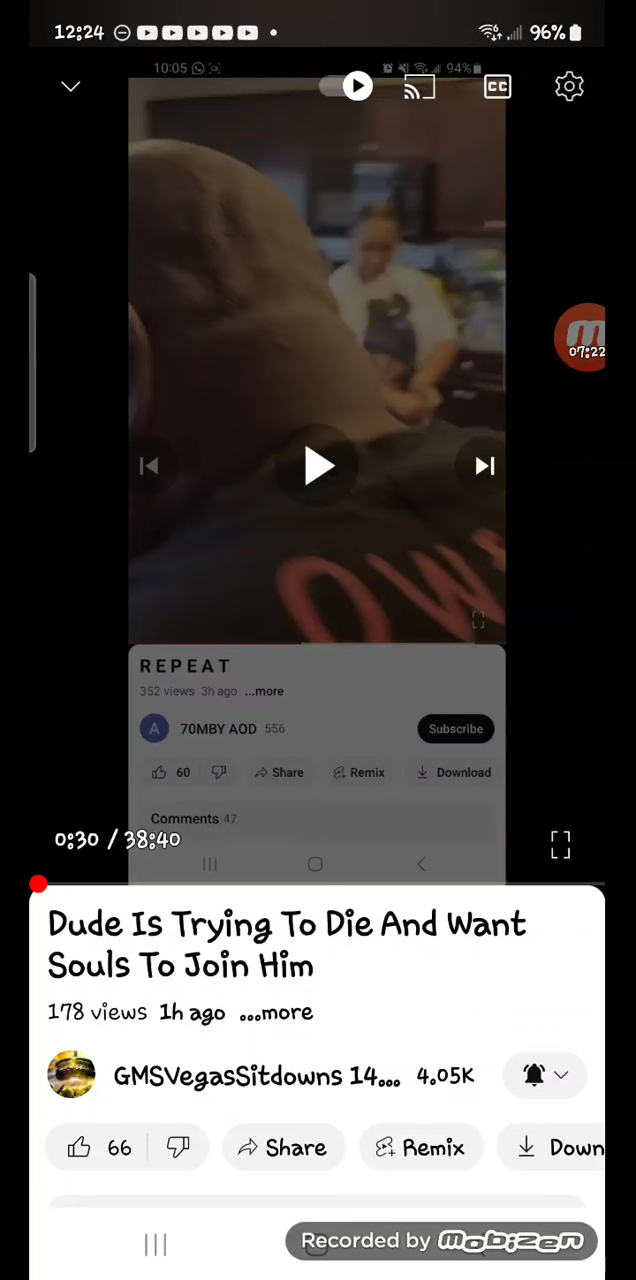 12:24 96%
10:05 94%
CC
m
07:22
OW
REPEAT
352 views 3h ago ...more
A 70MBY AOD 556 Subscribe
60 Share Remix Download
Comments 47
0:30 / 38:40
Dude Is Trying To Die And Want
Souls To Join Him
178 views 1h ago ...more
GMSVegasSitdowns 14... 4.05K
66 Share Remix Down
Recorded by mobizen